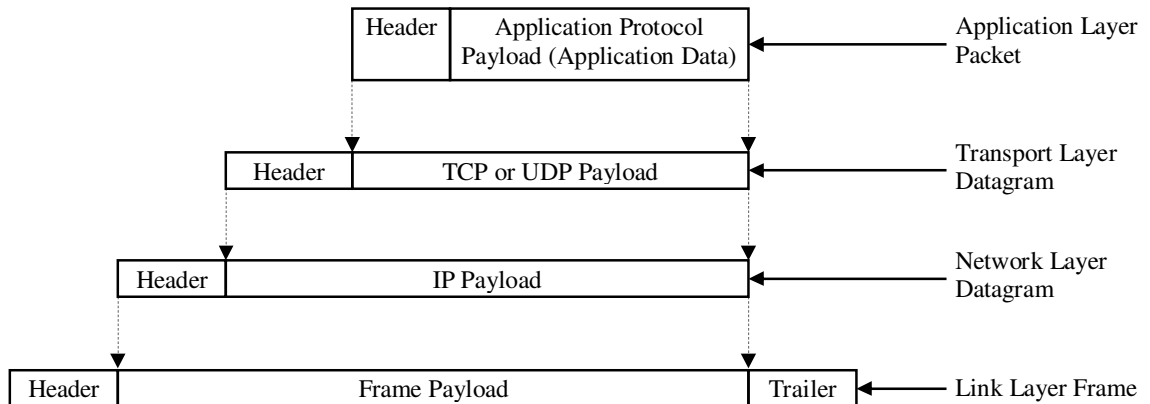 Header
Application Protocol
Payload (Application Data)
Application Layer
Packet
Header
TCP or UDP Payload
Transport Layer
Datagram
Header
IP Payload
Network Layer
Datagram
Header
Frame Payload
Trailer
Link Layer Frame